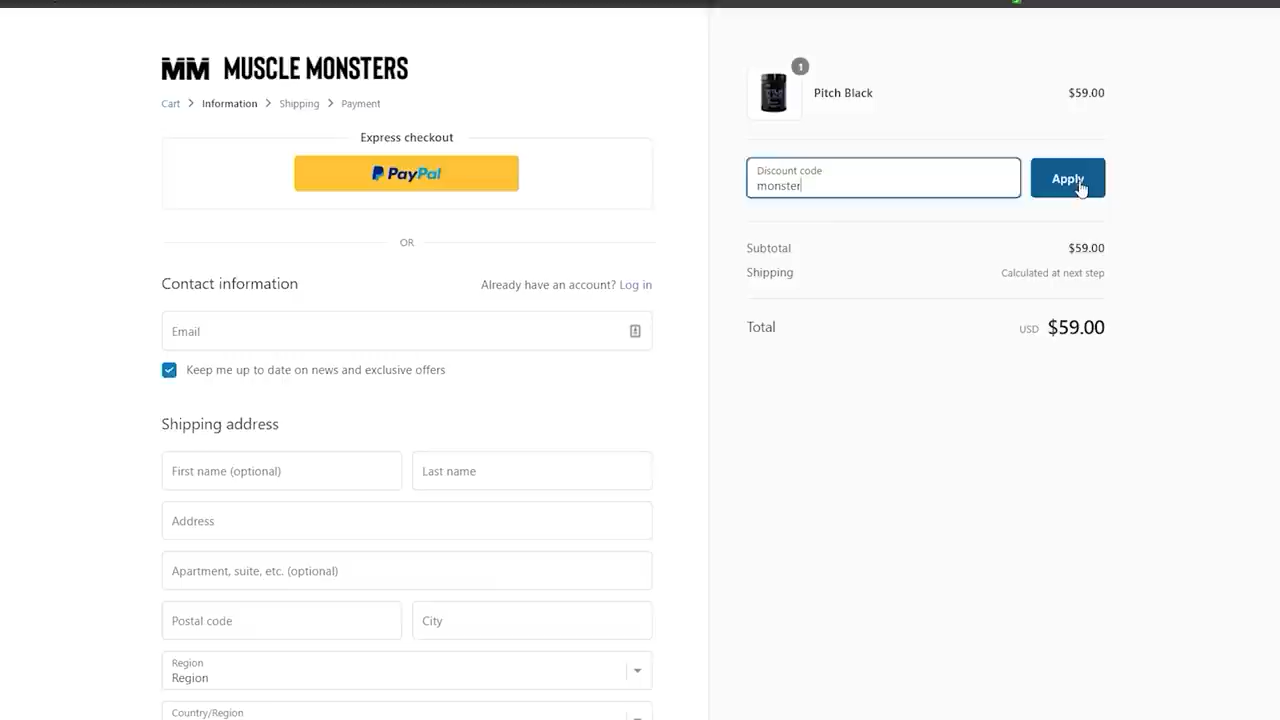 MM MUSCLE MONSTERS
Cart > Information > Shipping > Payment
Express checkout
PayPal
OR
Contact information
Already have an account? Log in
Email
Keep me up to date on news and exclusive offers
Shipping address
First name (optional)
Last name
Address
Apartment, suite, etc. (optional)
Postal code
City
Region
Region
Country/Region
1
Pitch Black
$59.00
Discount code
monster
Apply
Subtotal
$59.00
Shipping
Calculated at next step
Total
USD $59.00